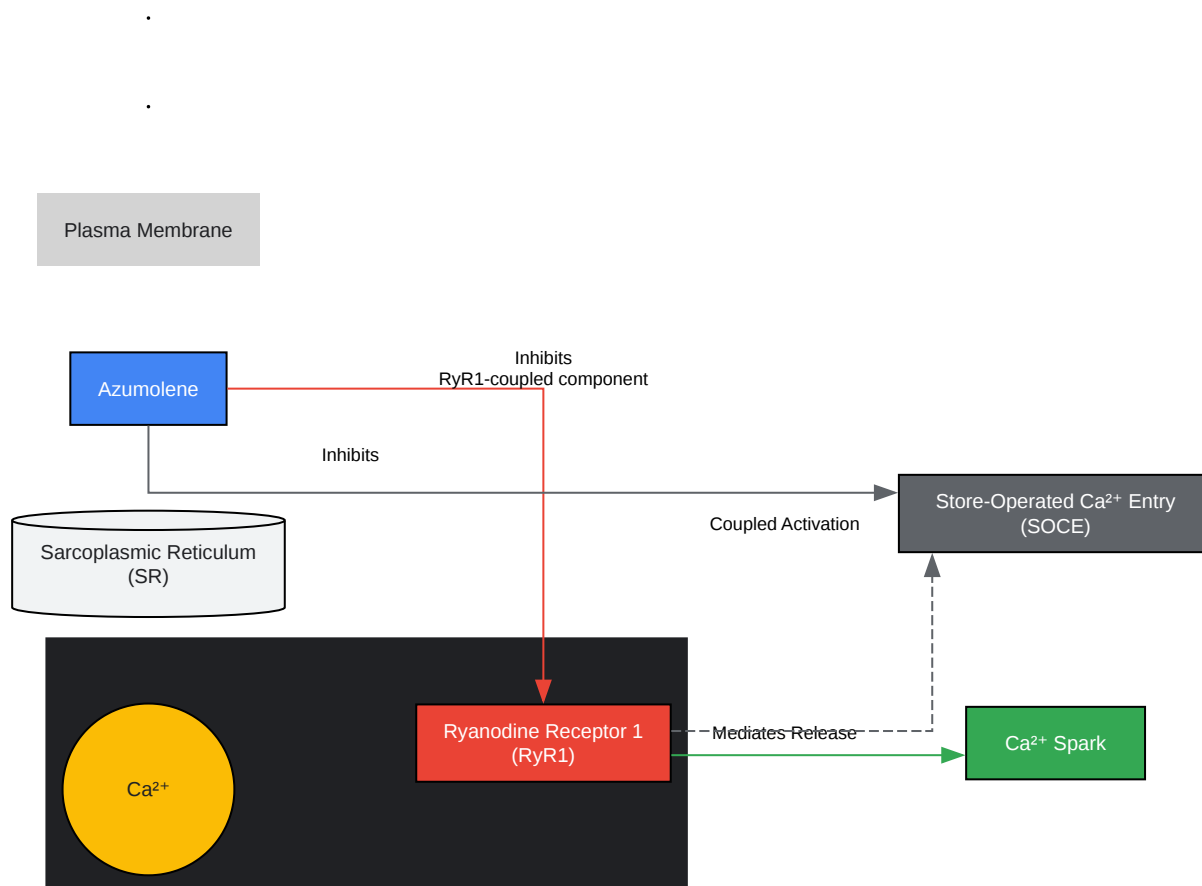 Plasma Membrane
Inhibits
RyR1-coupled component
Azumolene
Inhibits
Store-Operated Ca²⁺ Entry
(SOCE)
Coupled Activation
Sarcoplasmic Reticulum
(SR)
Ryanodine Receptor 1
(RyR1)
Mediates Release
Ca²⁺ Spark
Ca²⁺